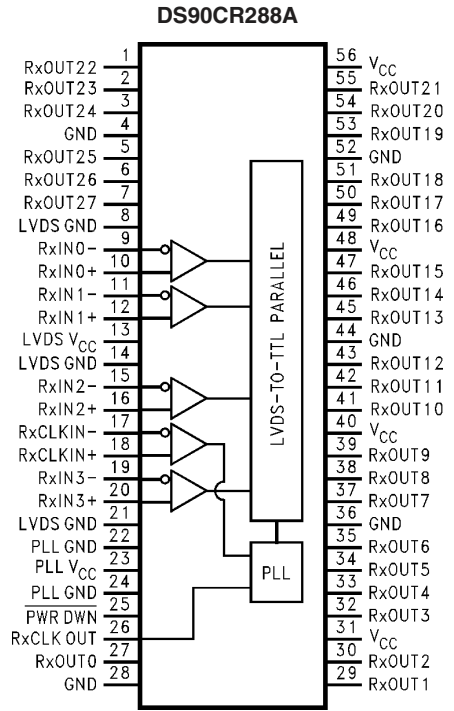 DS90CR288A
RxOUT22 1
RxOUT23 2
RxOUT24 3
GND 4
RxOUT25 5
RxOUT26 6
RxOUT27 7
LVDS GND 8
RxIN0- 9
RxIN0+ 10
RxIN1- 11
RxIN1+ 12
LVDS VCC 13
LVDS GND 14
RxIN2- 15
RxIN2+ 16
RxCLKIN- 17
RxCLKIN+ 18
RxIN3- 19
RxIN3+ 20
LVDS GND 21
PLL GND 22
PLL VCC 23
PLL GND 24
PWR DWN 25
RxCLK OUT 26
RxOUT0 27
GND 28
LVDS-TO-TTL PARALLEL
PLL
56 VCC
55 RxOUT21
54 RxOUT20
53 RxOUT19
52 GND
51 RxOUT18
50 RxOUT17
49 RxOUT16
48 VCC
47 RxOUT15
46 RxOUT14
45 RxOUT13
44 GND
43 RxOUT12
42 RxOUT11
41 RxOUT10
40 VCC
39 RxOUT9
38 RxOUT8
37 RxOUT7
36 GND
35 RxOUT6
34 RxOUT5
33 RxOUT4
32 RxOUT3
31 VCC
30 RxOUT2
29 RxOUT1